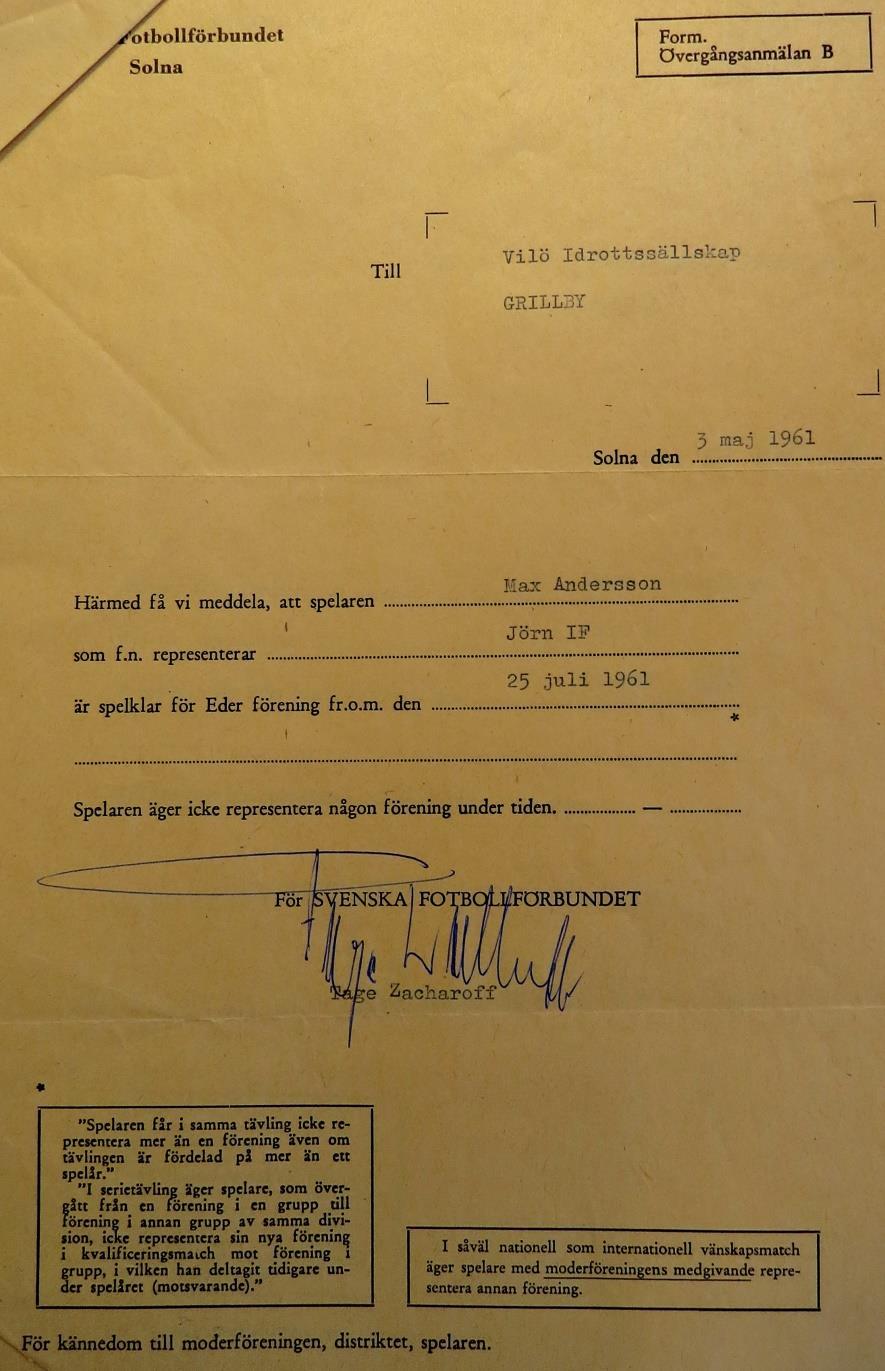 Fotbollförbundet
Solna
Form.
Övergångsanmälan B
Till
Vilö Idrottssällskap
GRILLBY
Solna den 3 maj 1961
Härmed få vi meddela, att spelaren Max Andersson
som f.n. representerar Jörn IF
är spelklar för Eder förening fr.o.m. den 25 juli 1961
*
Spelaren äger icke representera någon förening under tiden. —
För SVENSKA FOTBOLLFÖRBUNDET
Tage Zacharoff
*
"Spelaren får i samma tävling icke re-
presentera mer än en förening även om
tävlingen är fördelad på mer än ett
spelår."
"I serietävling äger spelare, som över-
gått från en förening i en grupp till
förening i annan grupp av samma divi-
sion, icke representera sin nya förening
i kvalificeringsmatch mot förening i
grupp, i vilken han deltagit tidigare un-
der spelåret (motsvarande)."
I såväl nationell som internationell vänskapsmatch
äger spelare med moderföreningens medgivande repre-
sentera annan förening.
För kännedom till moderföreningen, distriktet, spelaren.